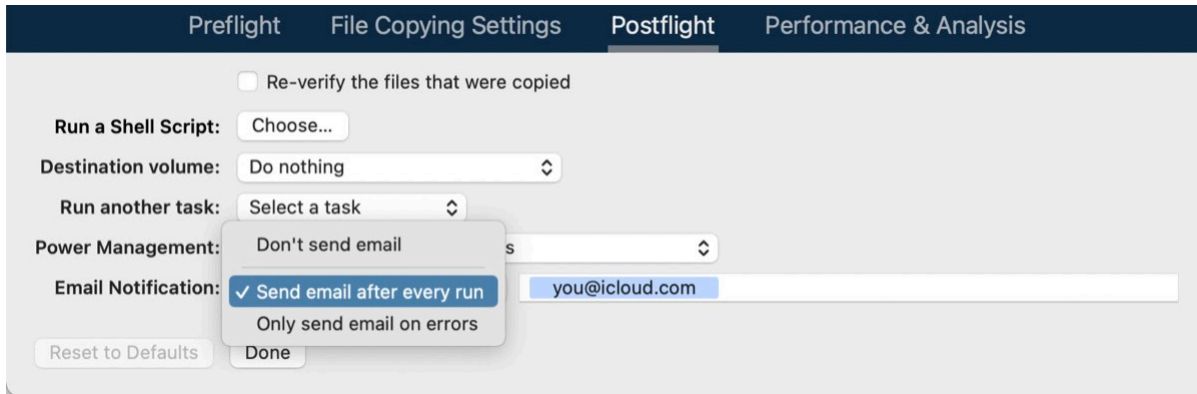 Preflight File Copying Settings Postflight Performance & Analysis
Re-verify the files that were copied
Run a Shell Script: Choose...
Destination volume: Do nothing
Run another task: Select a task
Power Management: s
Don't send email
Email Notification: ✓ Send email after every run you@icloud.com
Only send email on errors
Reset to Defaults Done